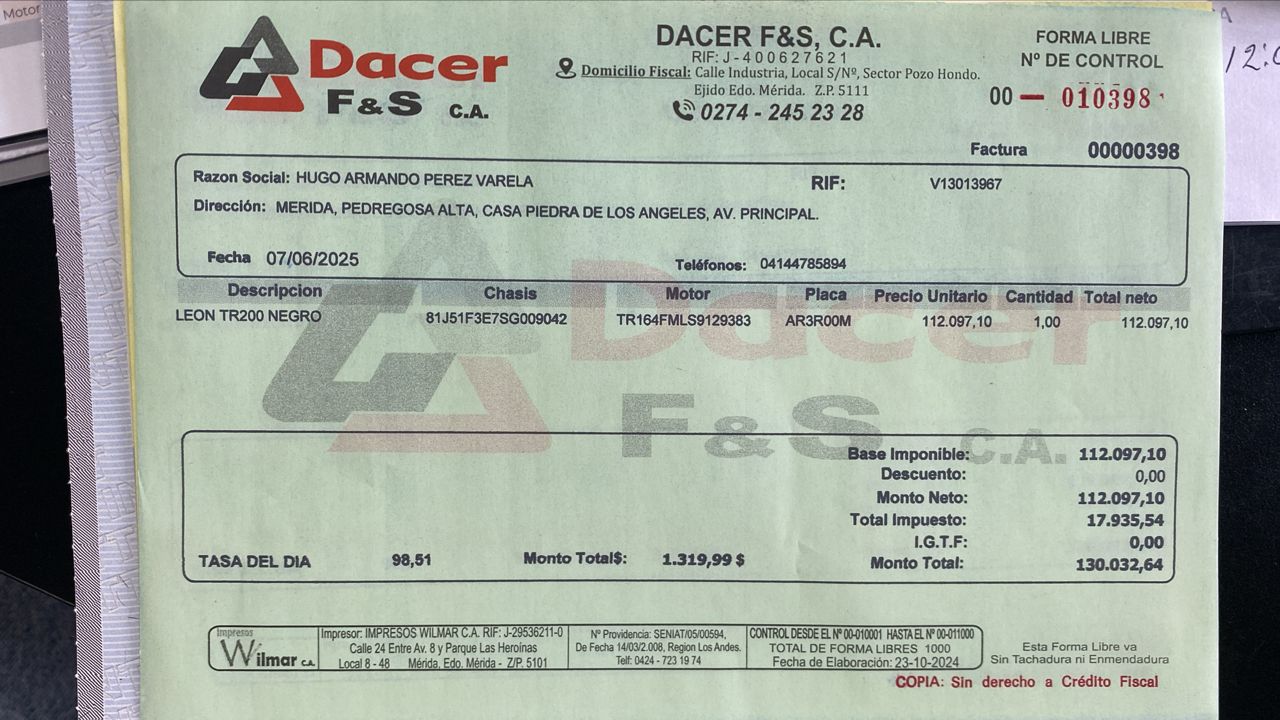 Motor
Dacer
F&S C.A.
DACER F&S, C.A.
RIF: J-400627621
Domicilio Fiscal: Calle Industria, Local S/Nº, Sector Pozo Hondo.
Ejido Edo. Mérida. Z.P. 5111
0274 - 245 23 28
FORMA LIBRE
Nº DE CONTROL
00 — 010398
Factura 00000398
Razon Social: HUGO ARMANDO PEREZ VARELA RIF: V13013967
Dirección: MERIDA, PEDREGOSA ALTA, CASA PIEDRA DE LOS ANGELES, AV. PRINCIPAL.
Fecha 07/06/2025 Teléfonos: 04144785894
Descripcion Chasis Motor Placa Precio Unitario Cantidad Total neto
LEON TR200 NEGRO 81J51F3E7SG009042 TR164FMLS9129383 AR3R00M 112.097,10 1,00 112.097,10
Dacer
F&S C.A.
Base Imponible: 112.097,10
Descuento: 0,00
Monto Neto: 112.097,10
Total Impuesto: 17.935,54
I.G.T.F: 0,00
TASA DEL DIA 98,51 Monto Total$: 1.319,99 $ Monto Total: 130.032,64
Impresos
Wilmar C.A.
Impresor: IMPRESOS WILMAR C.A. RIF: J-29536211-0
Calle 24 Entre Av. 8 y Parque Las Heroínas
Local 8 - 48 Mérida, Edo. Mérida - Z/P. 5101
Nº Providencia: SENIAT/05/00594,
De Fecha 14/03/2.008, Region Los Andes.
Telf: 0424 - 723 19 74
CONTROL DESDE EL Nº 00-010001 HASTA EL Nº 00-011000
TOTAL DE FORMAS LIBRES 1000
Fecha de Elaboración: 23-10-2024
Esta Forma Libre va
Sin Tachadura ni Enmendadura
COPIA: Sin derecho a Crédito Fiscal